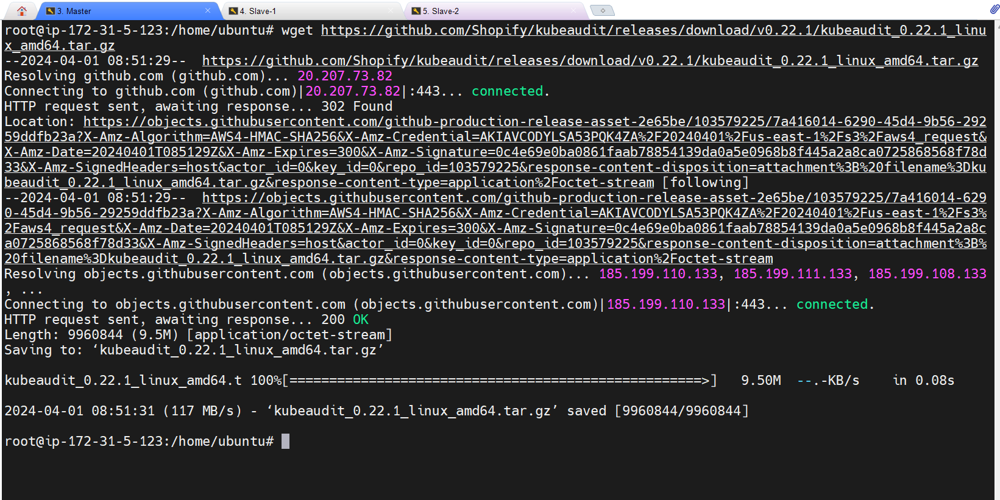 3. Master
4. Slave-1
5. Slave-2
root@ip-172-31-5-123:/home/ubuntu# wget https://github.com/Shopify/kubeaudit/releases/download/v0.22.1/kubeaudit_0.22.1_linu
x_amd64.tar.gz
--2024-04-01 08:51:29--  https://github.com/Shopify/kubeaudit/releases/download/v0.22.1/kubeaudit_0.22.1_linux_amd64.tar.gz
Resolving github.com (github.com)... 20.207.73.82
Connecting to github.com (github.com)|20.207.73.82|:443... connected.
HTTP request sent, awaiting response... 302 Found
Location: https://objects.githubusercontent.com/github-production-release-asset-2e65be/103579225/7a416014-6290-45d4-9b56-292
59ddfb23a?X-Amz-Algorithm=AWS4-HMAC-SHA256&X-Amz-Credential=AKIAVCODYLSA53PQK4ZA%2F20240401%2Fus-east-1%2Fs3%2Faws4_request&
X-Amz-Date=20240401T085129Z&X-Amz-Expires=300&X-Amz-Signature=0c4e69e0ba0861faab78854139da0a5e0968b8f445a2a8ca0725868568f78d
33&X-Amz-SignedHeaders=host&actor_id=0&key_id=0&repo_id=103579225&response-content-disposition=attachment%3B%20filename%3Dku
beaudit_0.22.1_linux_amd64.tar.gz&response-content-type=application%2Foctet-stream [following]
--2024-04-01 08:51:29--  https://objects.githubusercontent.com/github-production-release-asset-2e65be/103579225/7a416014-629
0-45d4-9b56-29259ddfb23a?X-Amz-Algorithm=AWS4-HMAC-SHA256&X-Amz-Credential=AKIAVCODYLSA53PQK4ZA%2F20240401%2Fus-east-1%2Fs3%
2Faws4_request&X-Amz-Date=20240401T085129Z&X-Amz-Expires=300&X-Amz-Signature=0c4e69e0ba0861faab78854139da0a5e0968b8f445a2a8c
a0725868568f78d33&X-Amz-SignedHeaders=host&actor_id=0&key_id=0&repo_id=103579225&response-content-disposition=attachment%3B%
20filename%3Dkubeaudit_0.22.1_linux_amd64.tar.gz&response-content-type=application%2Foctet-stream
Resolving objects.githubusercontent.com (objects.githubusercontent.com)... 185.199.110.133, 185.199.111.133, 185.199.108.133
, ...
Connecting to objects.githubusercontent.com (objects.githubusercontent.com)|185.199.110.133|:443... connected.
HTTP request sent, awaiting response... 200 OK
Length: 9960844 (9.5M) [application/octet-stream]
Saving to: ‘kubeaudit_0.22.1_linux_amd64.tar.gz’
kubeaudit_0.22.1_linux_amd64.t 100%[====================================================>]   9.50M  --.-KB/s    in 0.08s
2024-04-01 08:51:31 (117 MB/s) - ‘kubeaudit_0.22.1_linux_amd64.tar.gz’ saved [9960844/9960844]
root@ip-172-31-5-123:/home/ubuntu#